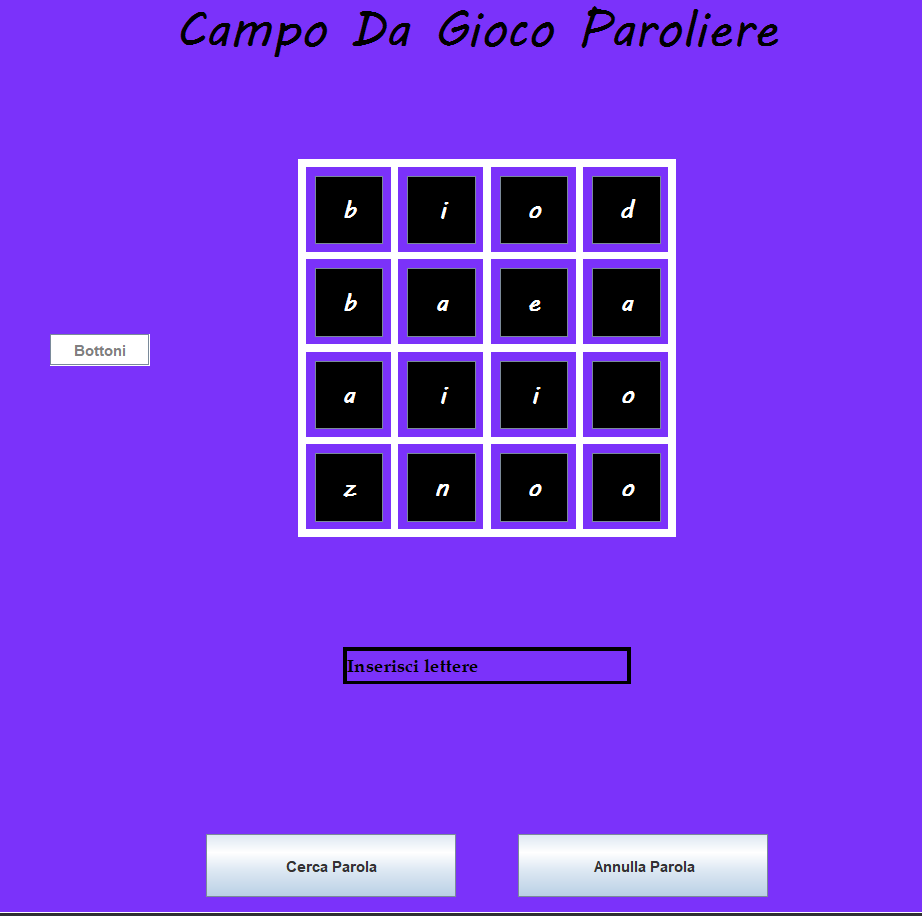 Campo Da Gioco Paroliere
b i o d
b a e a
Bottoni
a i i o
z n o o
Inserisci lettere
Cerca Parola
Annulla Parola